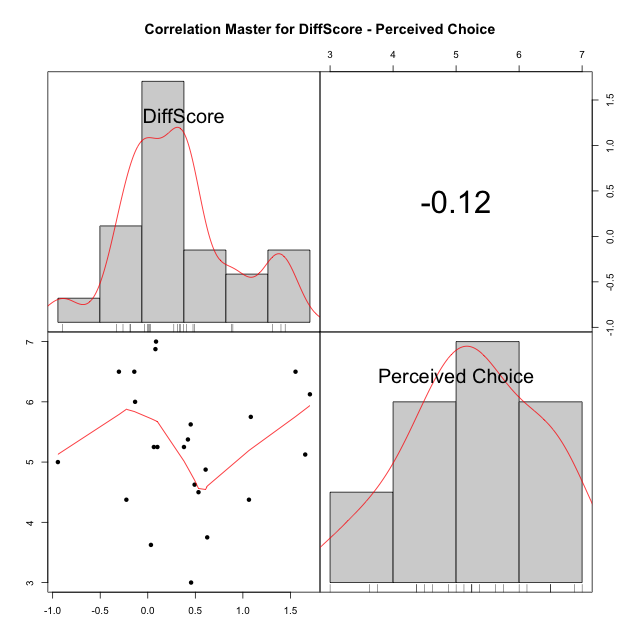 Correlation Master for DiffScore - Perceived Choice
3 4 5 6 7
DiffScore
-0.12
1.5
1.0
0.5
0.0
-0.5
-1.0
7
6
5
4
3
Perceived Choice
-1.0 -0.5 0.0 0.5 1.0 1.5